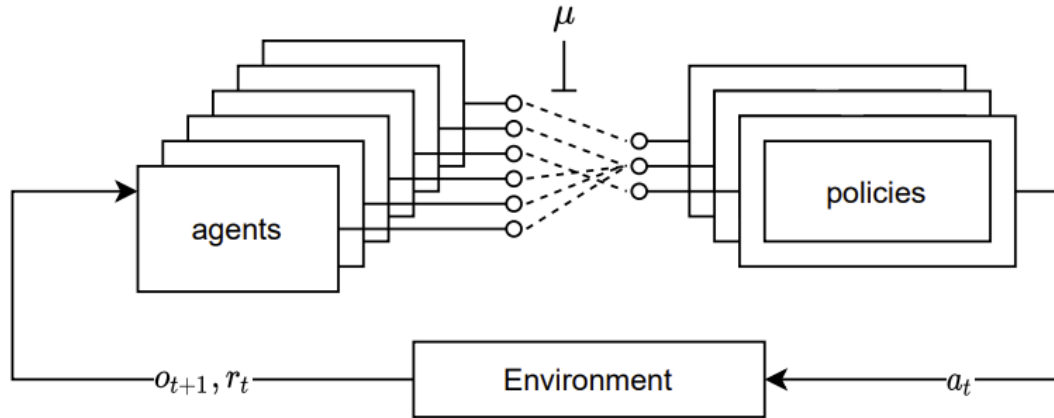 μ
agents
policies
o_{t+1}, r_t
Environment
a_t